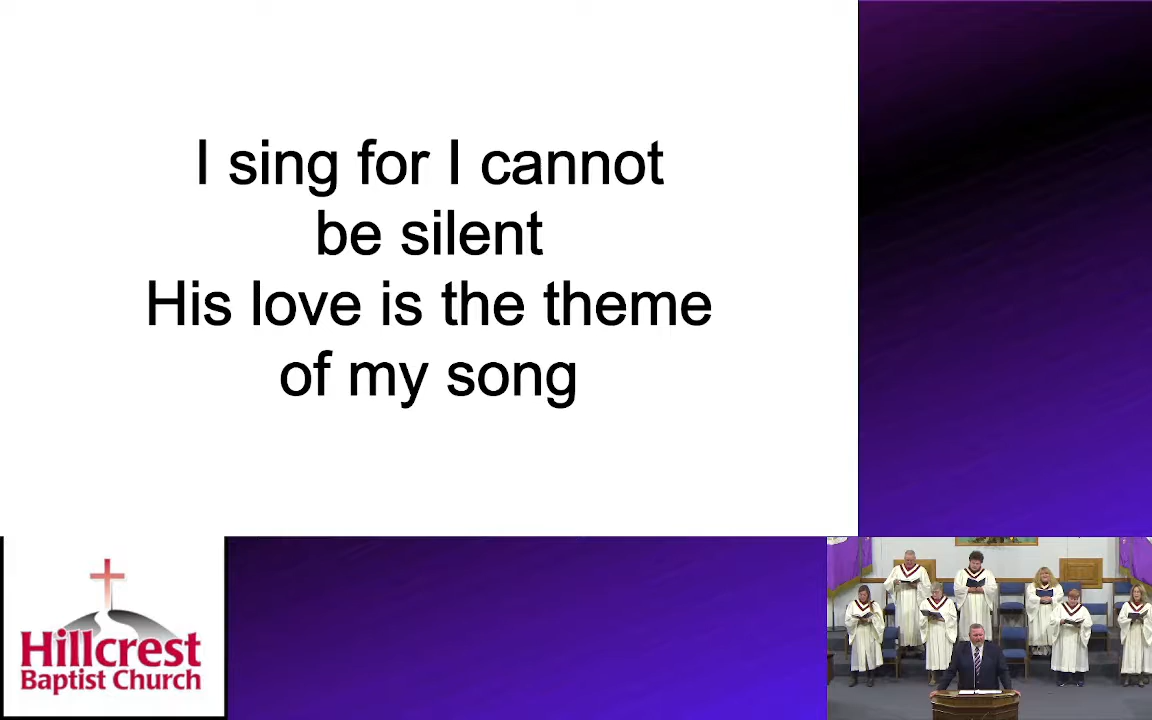 I sing for I cannot
be silent
His love is the theme
of my song
Hillcrest
Baptist Church